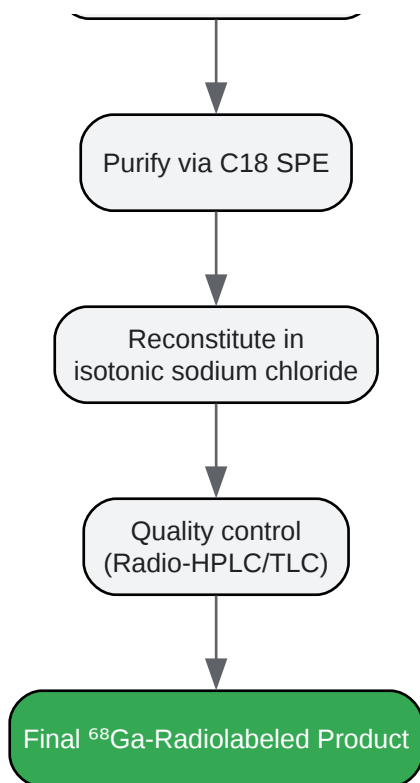 Purify via C18 SPE
Reconstitute in
isotonic sodium chloride
Quality control
(Radio-HPLC/TLC)
Final ⁶⁸Ga-Radiolabeled Product